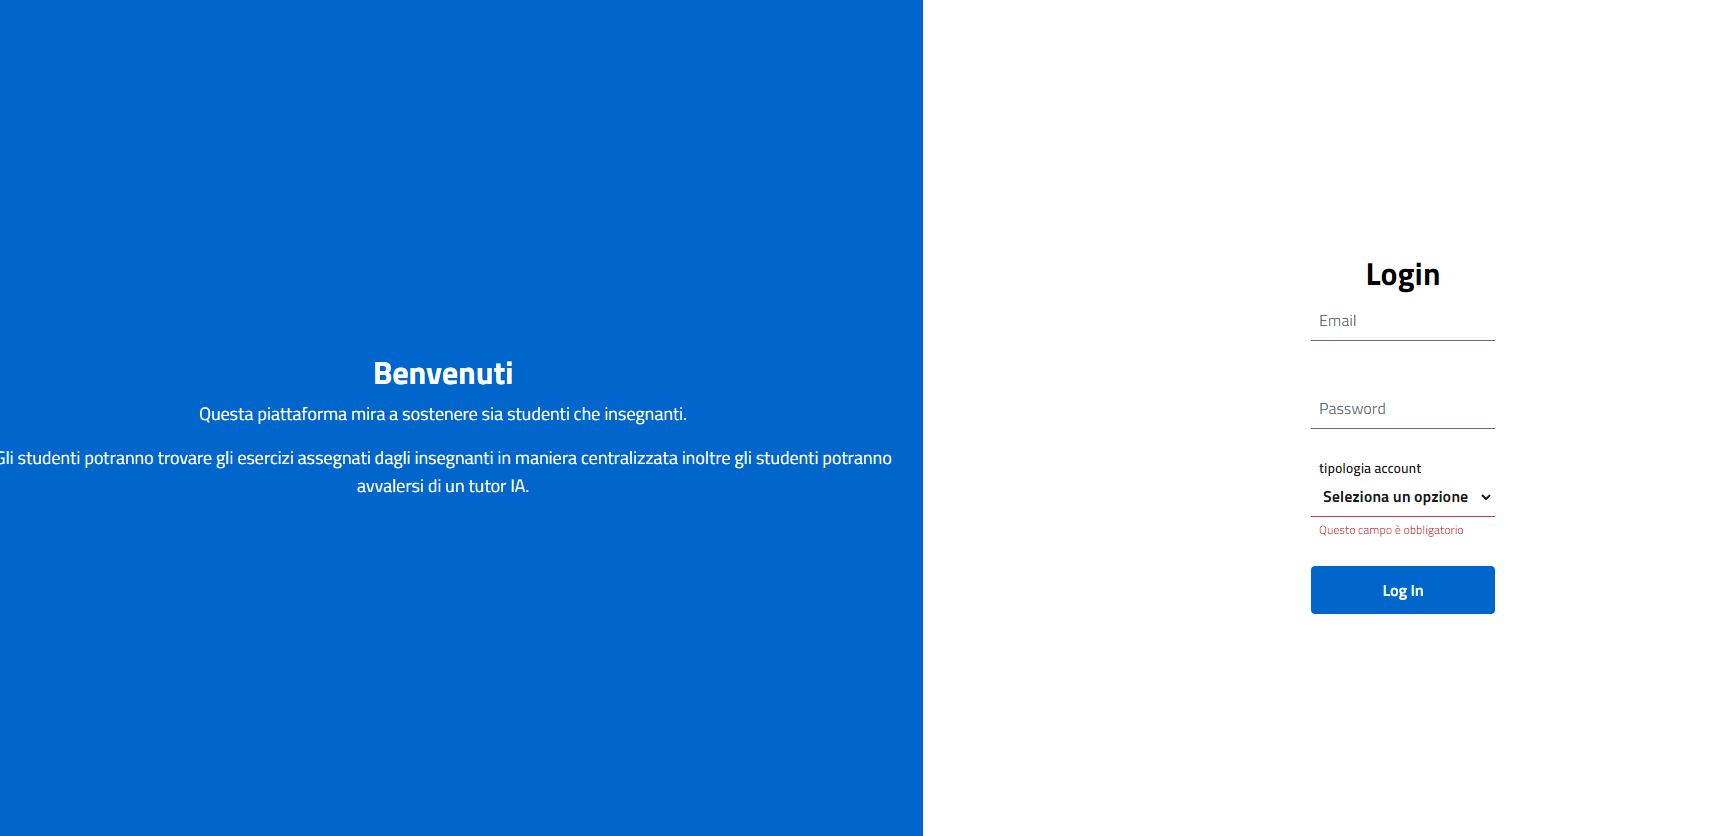 Benvenuti
Questa piattaforma mira a sostenere sia studenti che insegnanti.
Gli studenti potranno trovare gli esercizi assegnati dagli insegnanti in maniera centralizzata inoltre gli studenti potranno
avvalersi di un tutor IA.
Login
Email
Password
tipologia account
Seleziona un opzione
Questo campo è obbligatorio
Log In